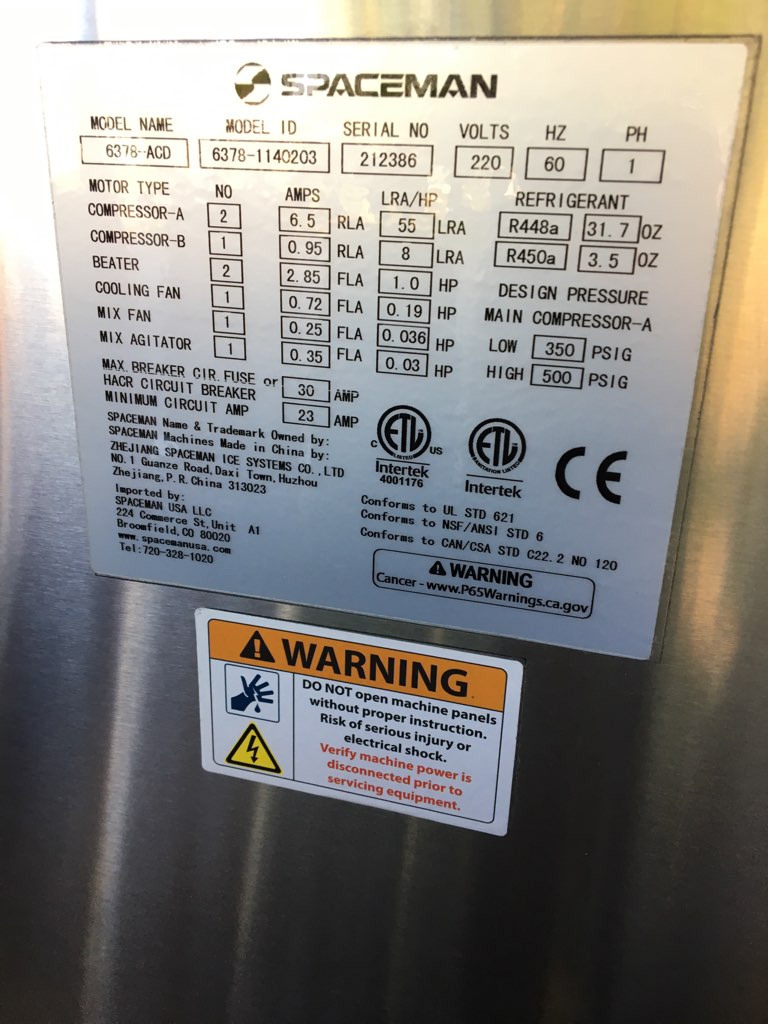 SPACEMAN
MODEL NAME MODEL ID SERIAL NO VOLTS HZ PH
6378-ACD 6378-1140203 212386 220 60 1
MOTOR TYPE NO AMPS LRA/HP REFRIGERANT
COMPRESSOR-A 2 6.5 RLA 55 LRA R448a 31.7 OZ
COMPRESSOR-B 1 0.95 RLA 8 LRA R450a 3.5 OZ
BEATER 2 2.85 FLA 1.0 HP DESIGN PRESSURE
COOLING FAN 1 0.72 FLA 0.19 HP MAIN COMPRESSOR-A
MIX FAN 1 0.25 FLA 0.036 HP LOW 350 PSIG
MIX AGITATOR 1 0.35 FLA 0.03 HP HIGH 500 PSIG
MAX. BREAKER CIR. FUSE or
HACR CIRCUIT BREAKER 30 AMP
MINIMUM CIRCUIT AMP 23 AMP
SPACEMAN Name & Trademark Owned by:
SPACEMAN Machines Made in China by:
ZHEJIANG SPACEMAN ICE SYSTEMS CO.,LTD
NO.1 Guanze Road, Daxi Town, Huzhou
Zhejiang, P.R. China 313023
Imported by:
SPACEMAN USA LLC
224 Commerce St, Unit A1
Broomfield, CO 80020
www.spacemanusa.com
Tel:720-328-1020
C ETL US
LISTED
Intertek
4001176
ETL
SANITATION LISTED
Intertek
CE
Conforms to UL STD 621
Conforms to NSF/ANSI STD 6
Conforms to CAN/CSA STD C22.2 NO 120
WARNING
Cancer - www.P65Warnings.ca.gov
WARNING
DO NOT open machine panels
without proper instruction.
Risk of serious injury or
electrical shock.
Verify machine power is
disconnected prior to
servicing equipment.